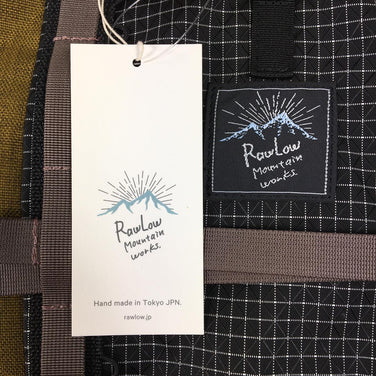 RawLow
Mountain
works.
Hand made in Tokyo JPN.
rawlow.jp
RawLow
Mountain
works.